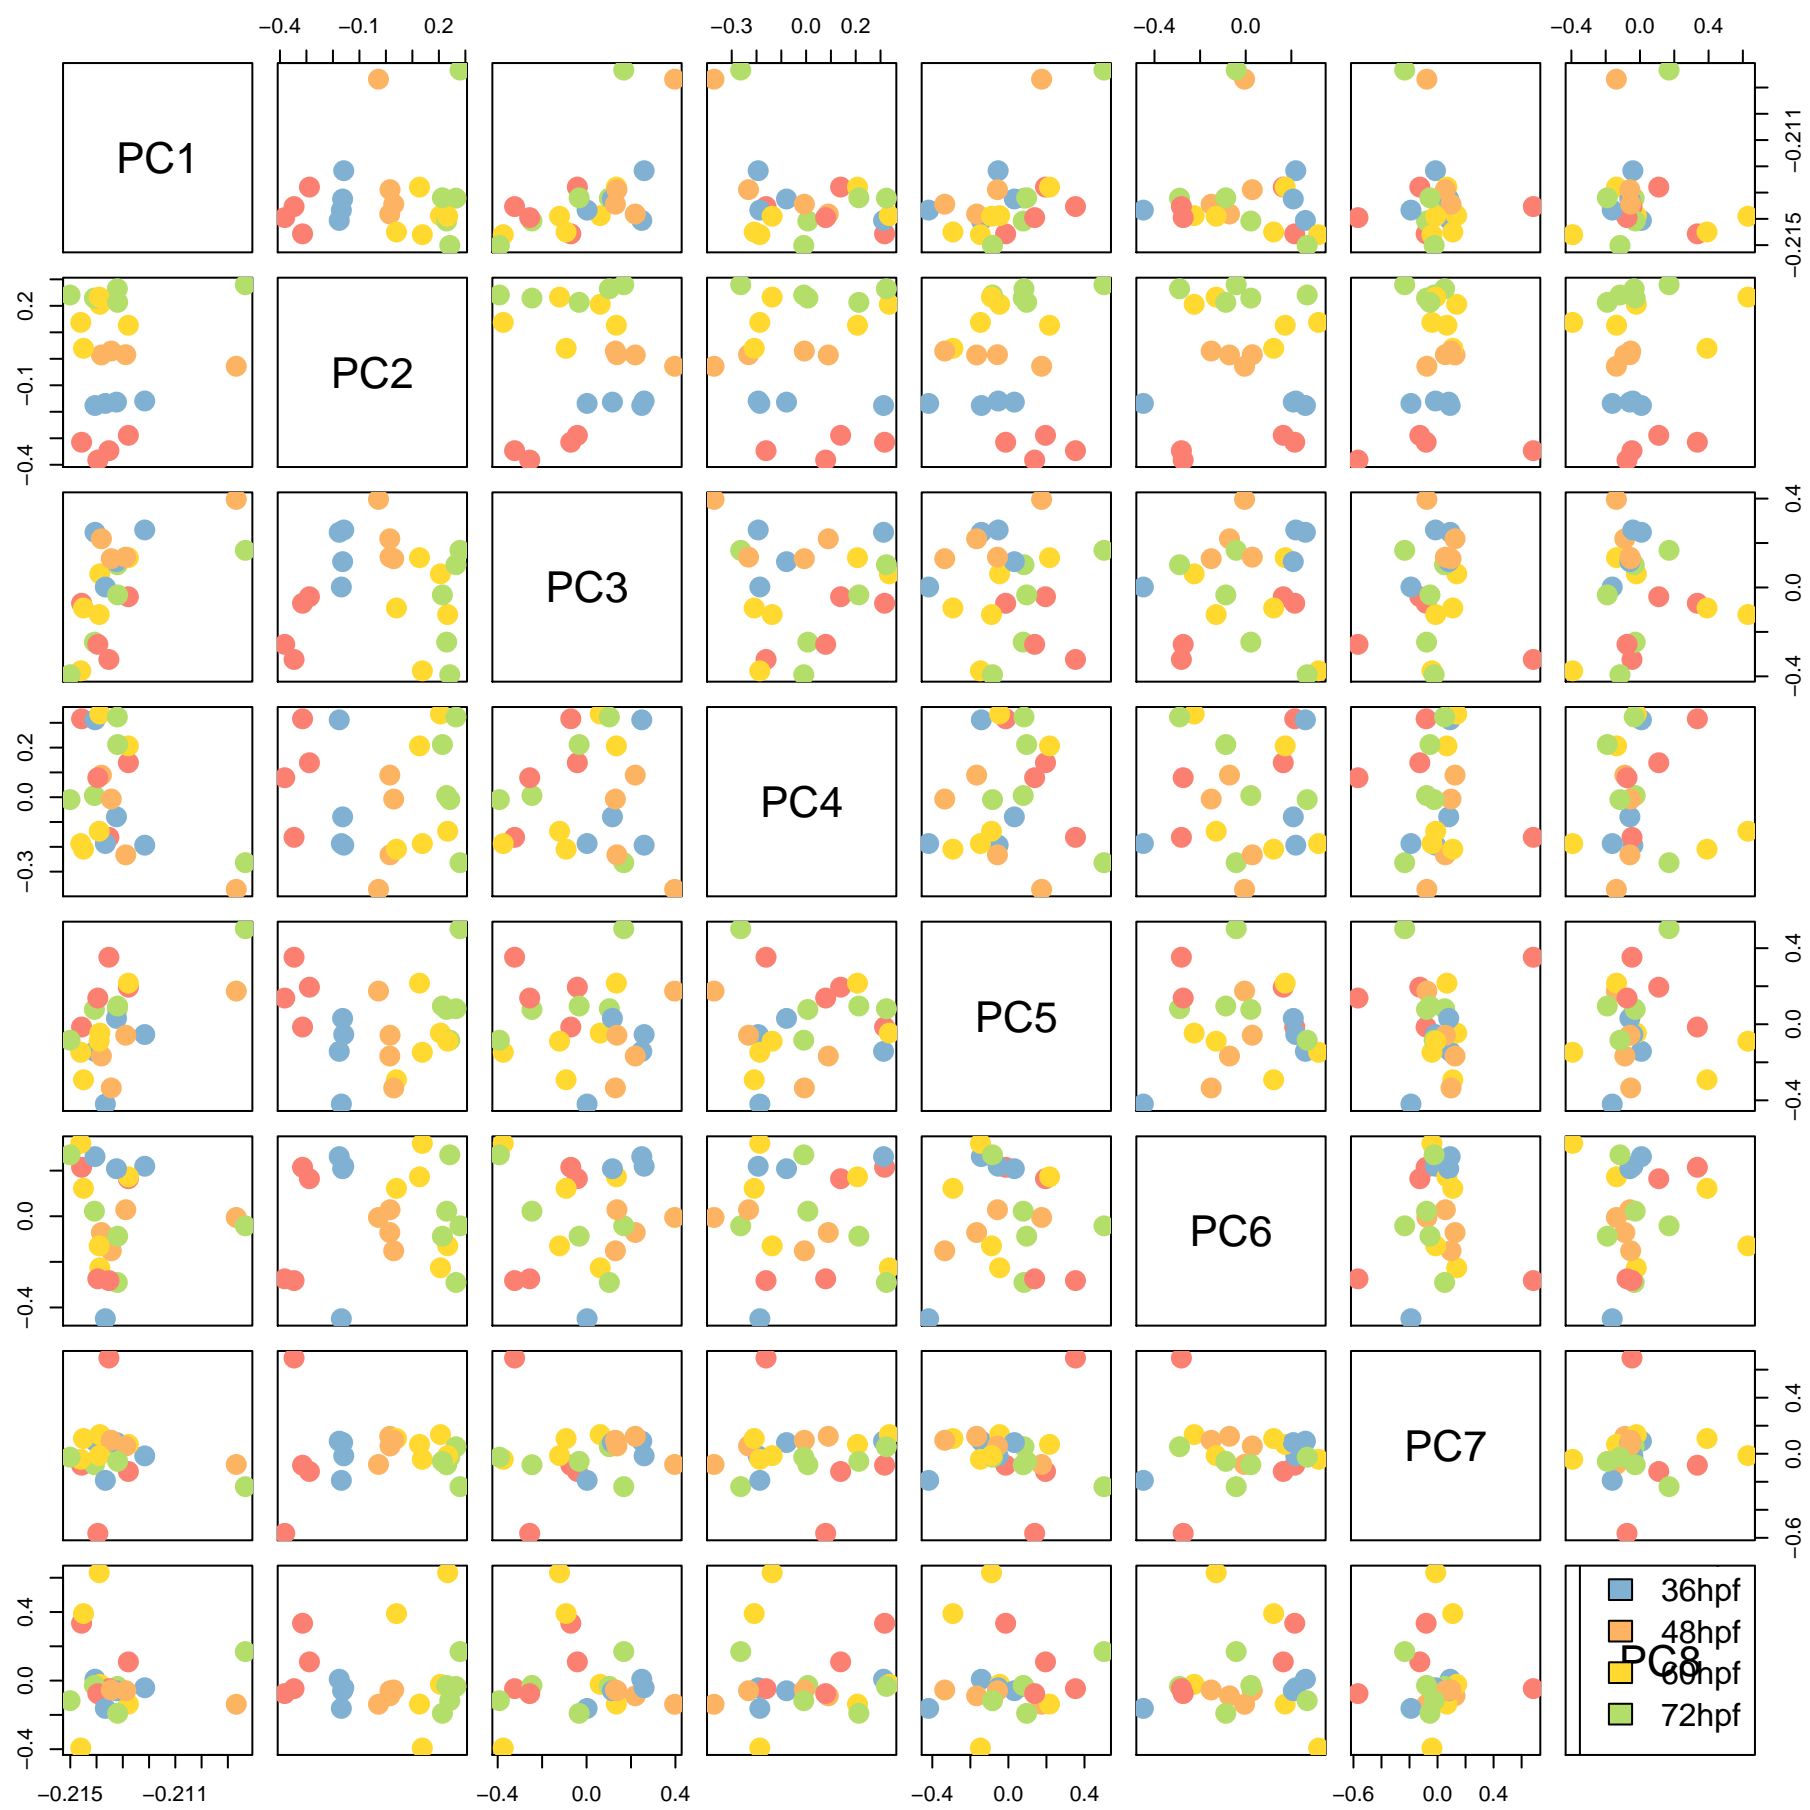 −0.4 −0.1 0.2 −0.3 0.0 0.2 −0.4 0.0 −0.4 0.0 0.4
PC1
−0.215 −0.211
PC2
−0.4 −0.1 0.2
PC3
−0.4 0.0 0.4
PC4
−0.3 0.0 0.2
PC5
−0.4 0.0 0.4
PC6
−0.4 0.0
PC7
−0.6 0.0 0.4
−0.4 0.0 0.4
36hpf
48hpf
PC8
60hpf
72hpf
−0.215 −0.211 −0.4 0.0 0.4 −0.4 0.0 0.4 −0.6 0.0 0.4